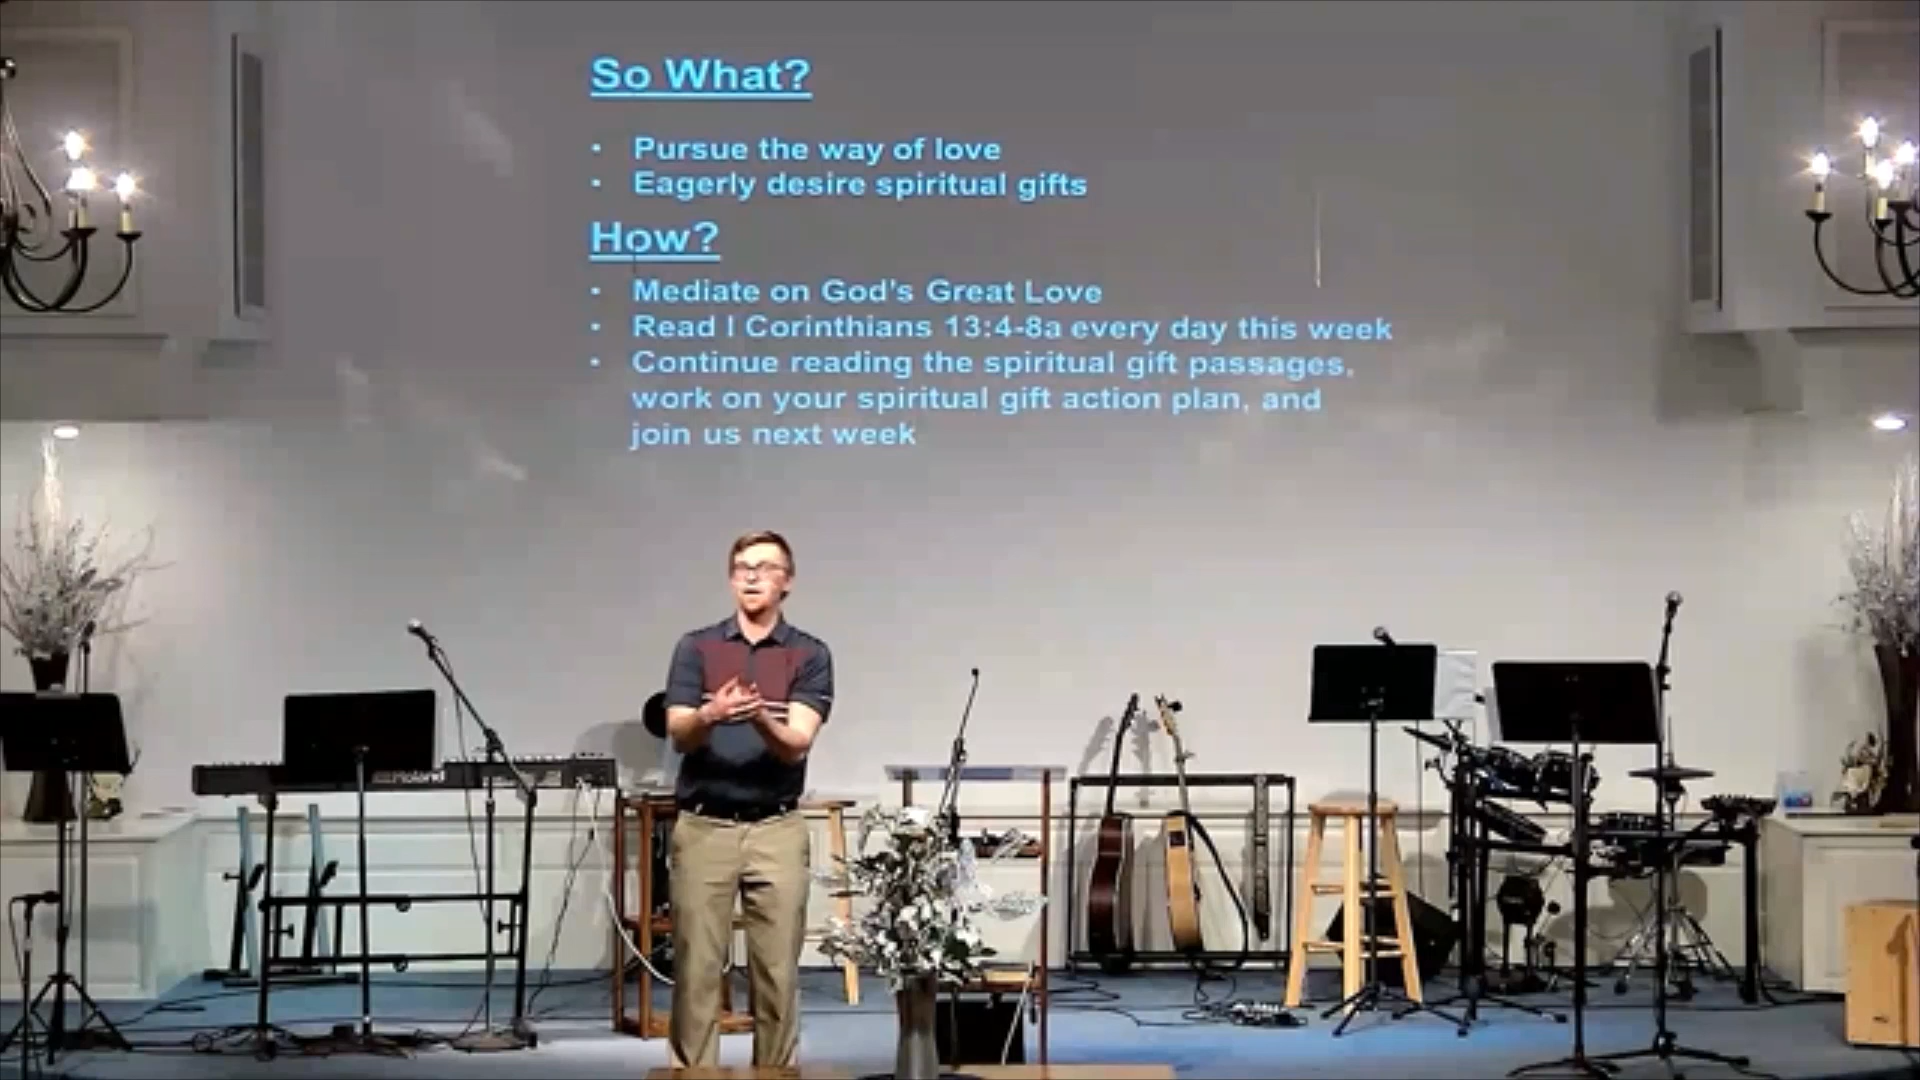 So What?
• Pursue the way of love
• Eagerly desire spiritual gifts
How?
• Mediate on God's Great Love
• Read I Corinthians 13:4-8a every day this week
• Continue reading the spiritual gift passages,
work on your spiritual gift action plan, and
join us next week
Roland